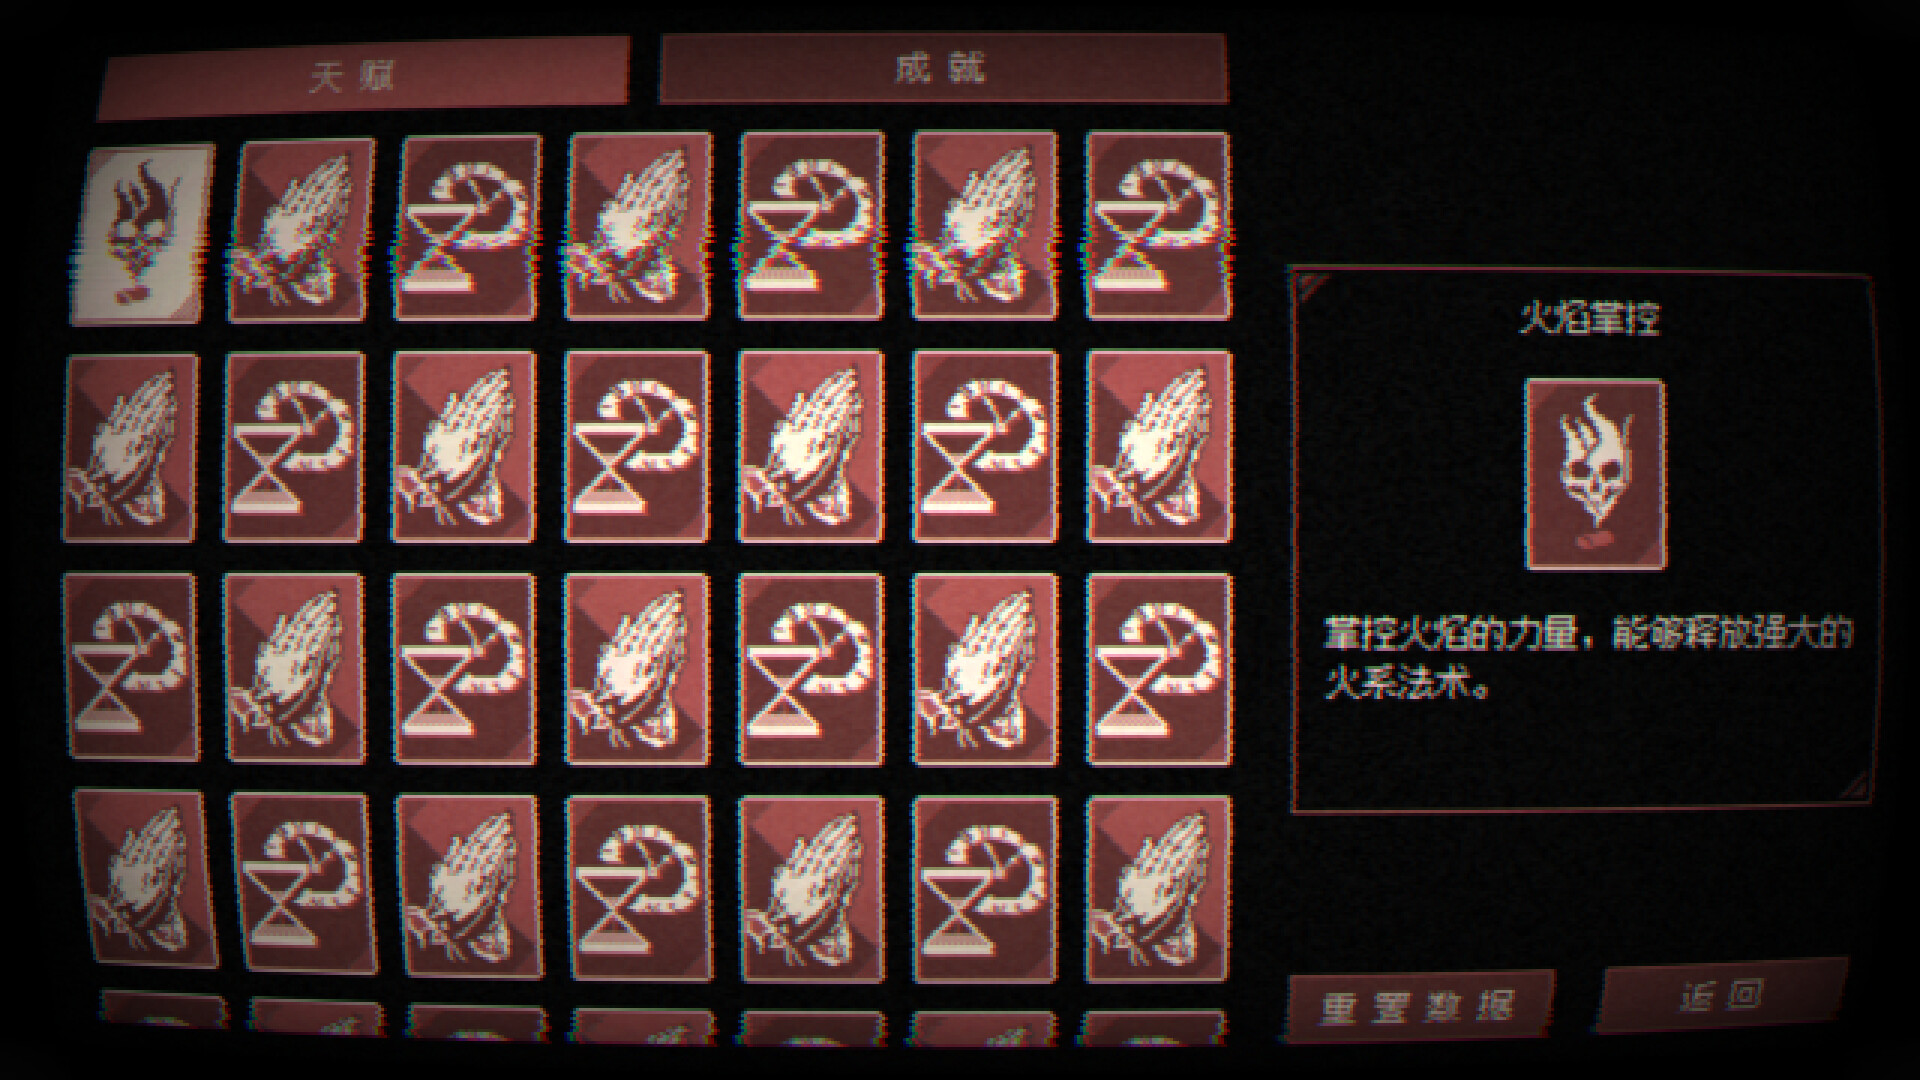 天赋
成就
火焰掌控
掌控火焰的力量，能够释放强大的
火系法术。
重置数据
返回